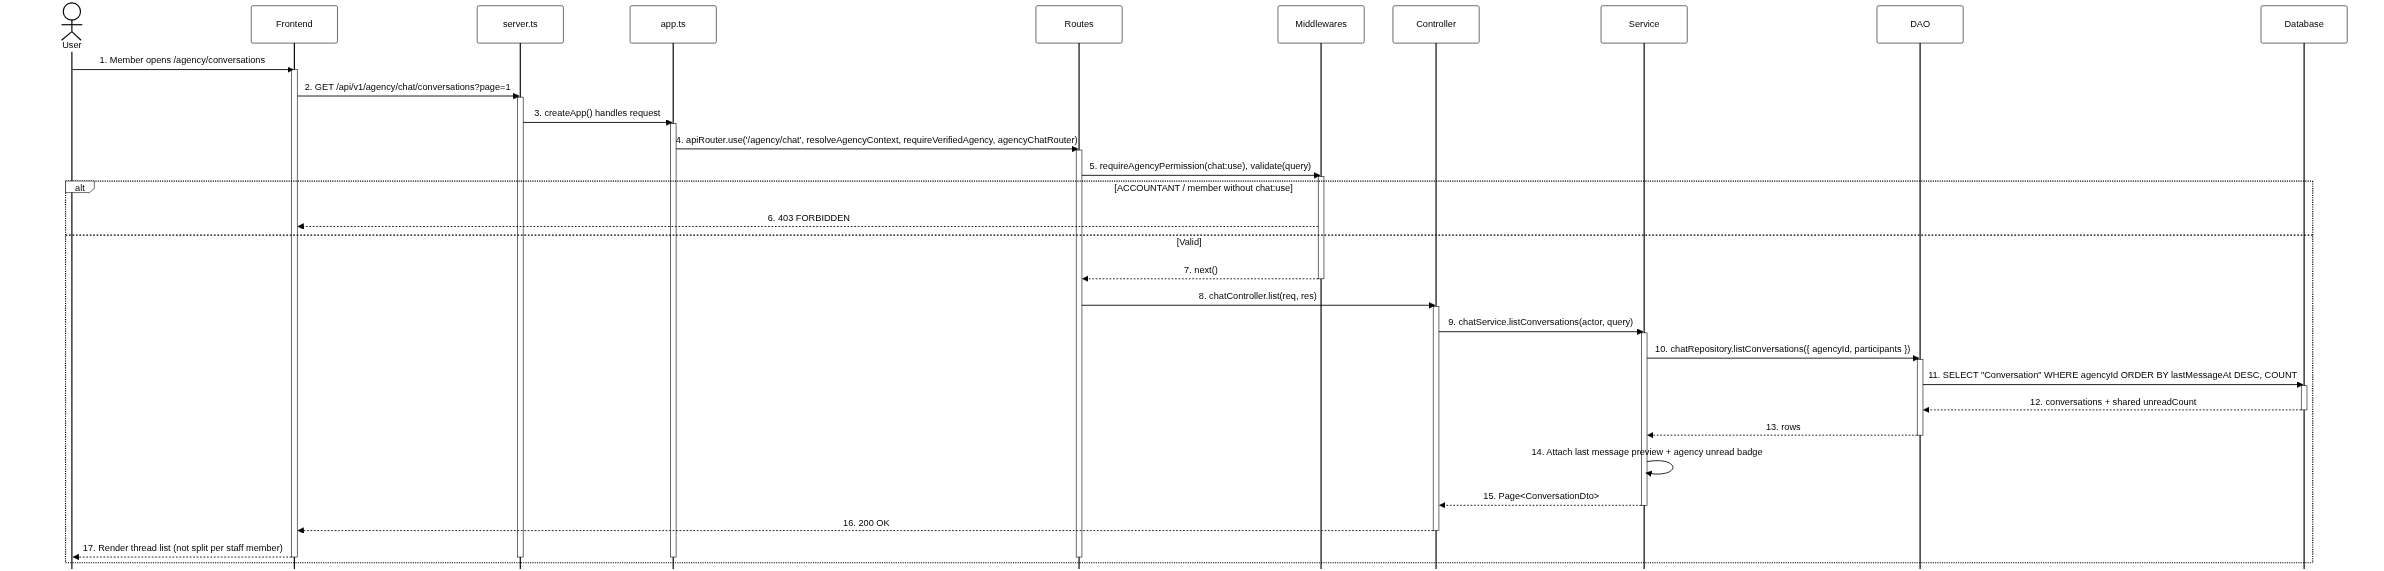 User
Frontend
server.ts
app.ts
Routes
Middlewares
Controller
Service
DAO
Database
1. Member opens /agency/conversations
2. GET /api/v1/agency/chat/conversations?page=1
3. createApp() handles request
4. apiRouter.use('/agency/chat', resolveAgencyContext, requireVerifiedAgency, agencyChatRouter)
5. requireAgencyPermission(chat:use), validate(query)
alt
[ACCOUNTANT / member without chat:use]
6. 403 FORBIDDEN
[Valid]
7. next()
8. chatController.list(req, res)
9. chatService.listConversations(actor, query)
10. chatRepository.listConversations({ agencyId, participants })
11. SELECT "Conversation" WHERE agencyId ORDER BY lastMessageAt DESC, COUNT
12. conversations + shared unreadCount
13. rows
14. Attach last message preview + agency unread badge
15. Page<ConversationDto>
16. 200 OK
17. Render thread list (not split per staff member)